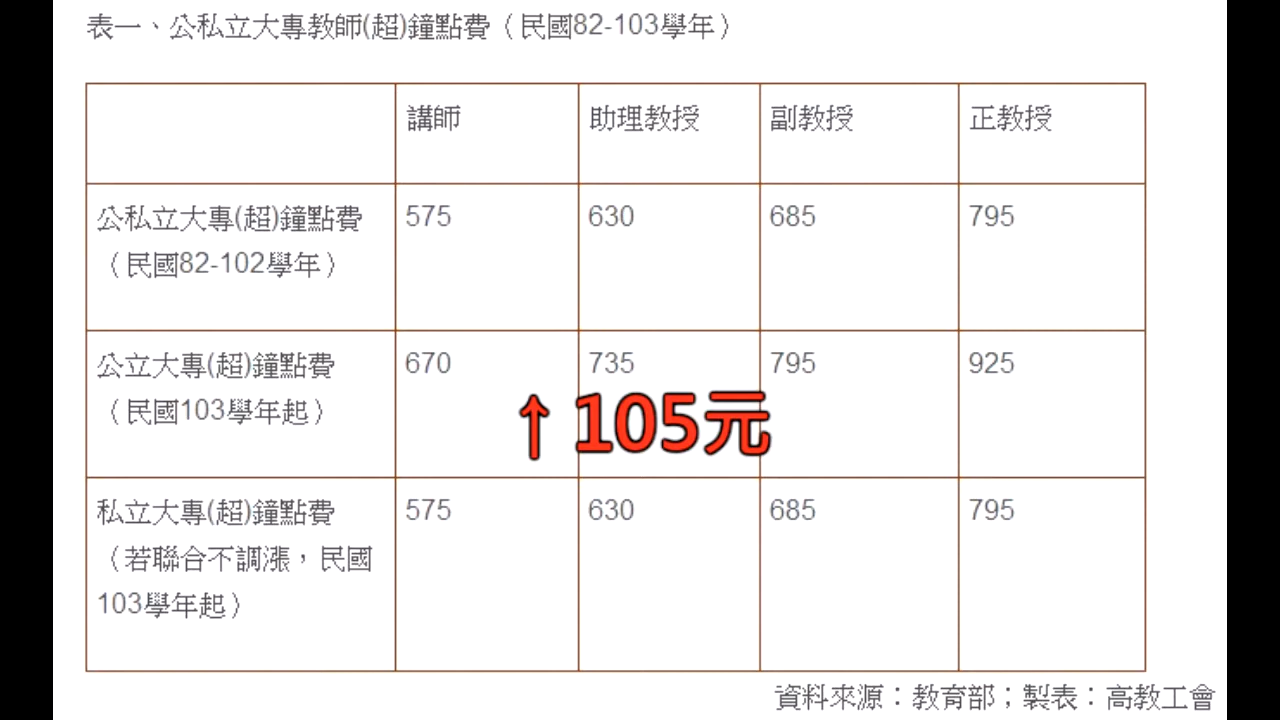 表一、公私立大專教師(超)鐘點費（民國82-103學年）
講師 助理教授 副教授 正教授
公私立大專(超)鐘點費 575 630 685 795
（民國82-102學年）
公立大專(超)鐘點費 670 735 795 925
（民國103學年起）
↑105元
私立大專(超)鐘點費 575 630 685 795
（若聯合不調漲，民國
103學年起）
資料來源：教育部；製表：高教工會